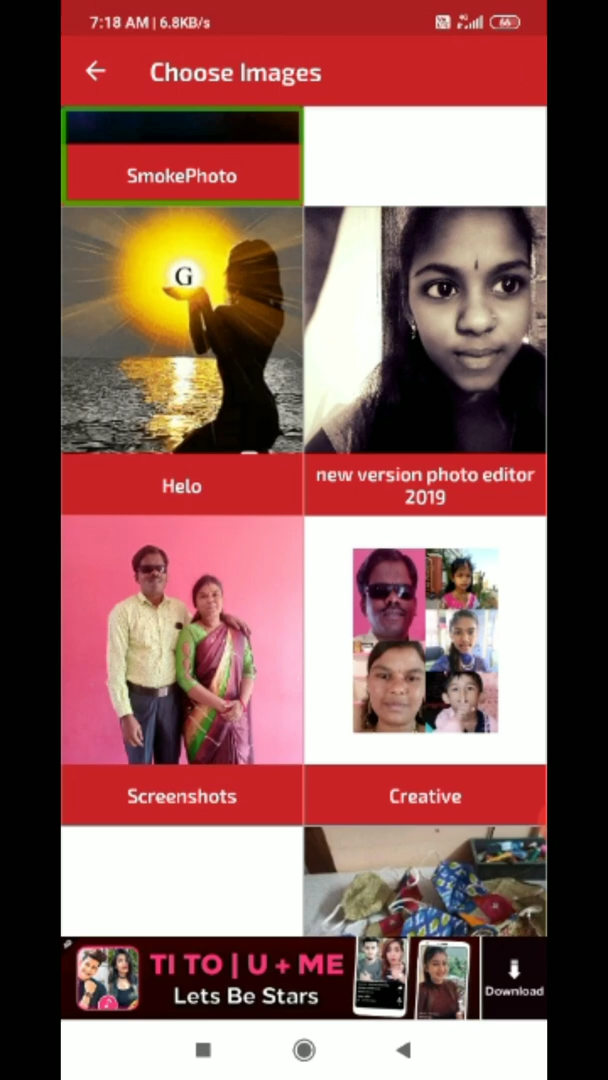 7:18 AM | 6.8KB/s
66
Choose Images
SmokePhoto
G
Helo
new version photo editor
2019
Screenshots
Creative
TI TO | U + ME
Lets Be Stars
Download